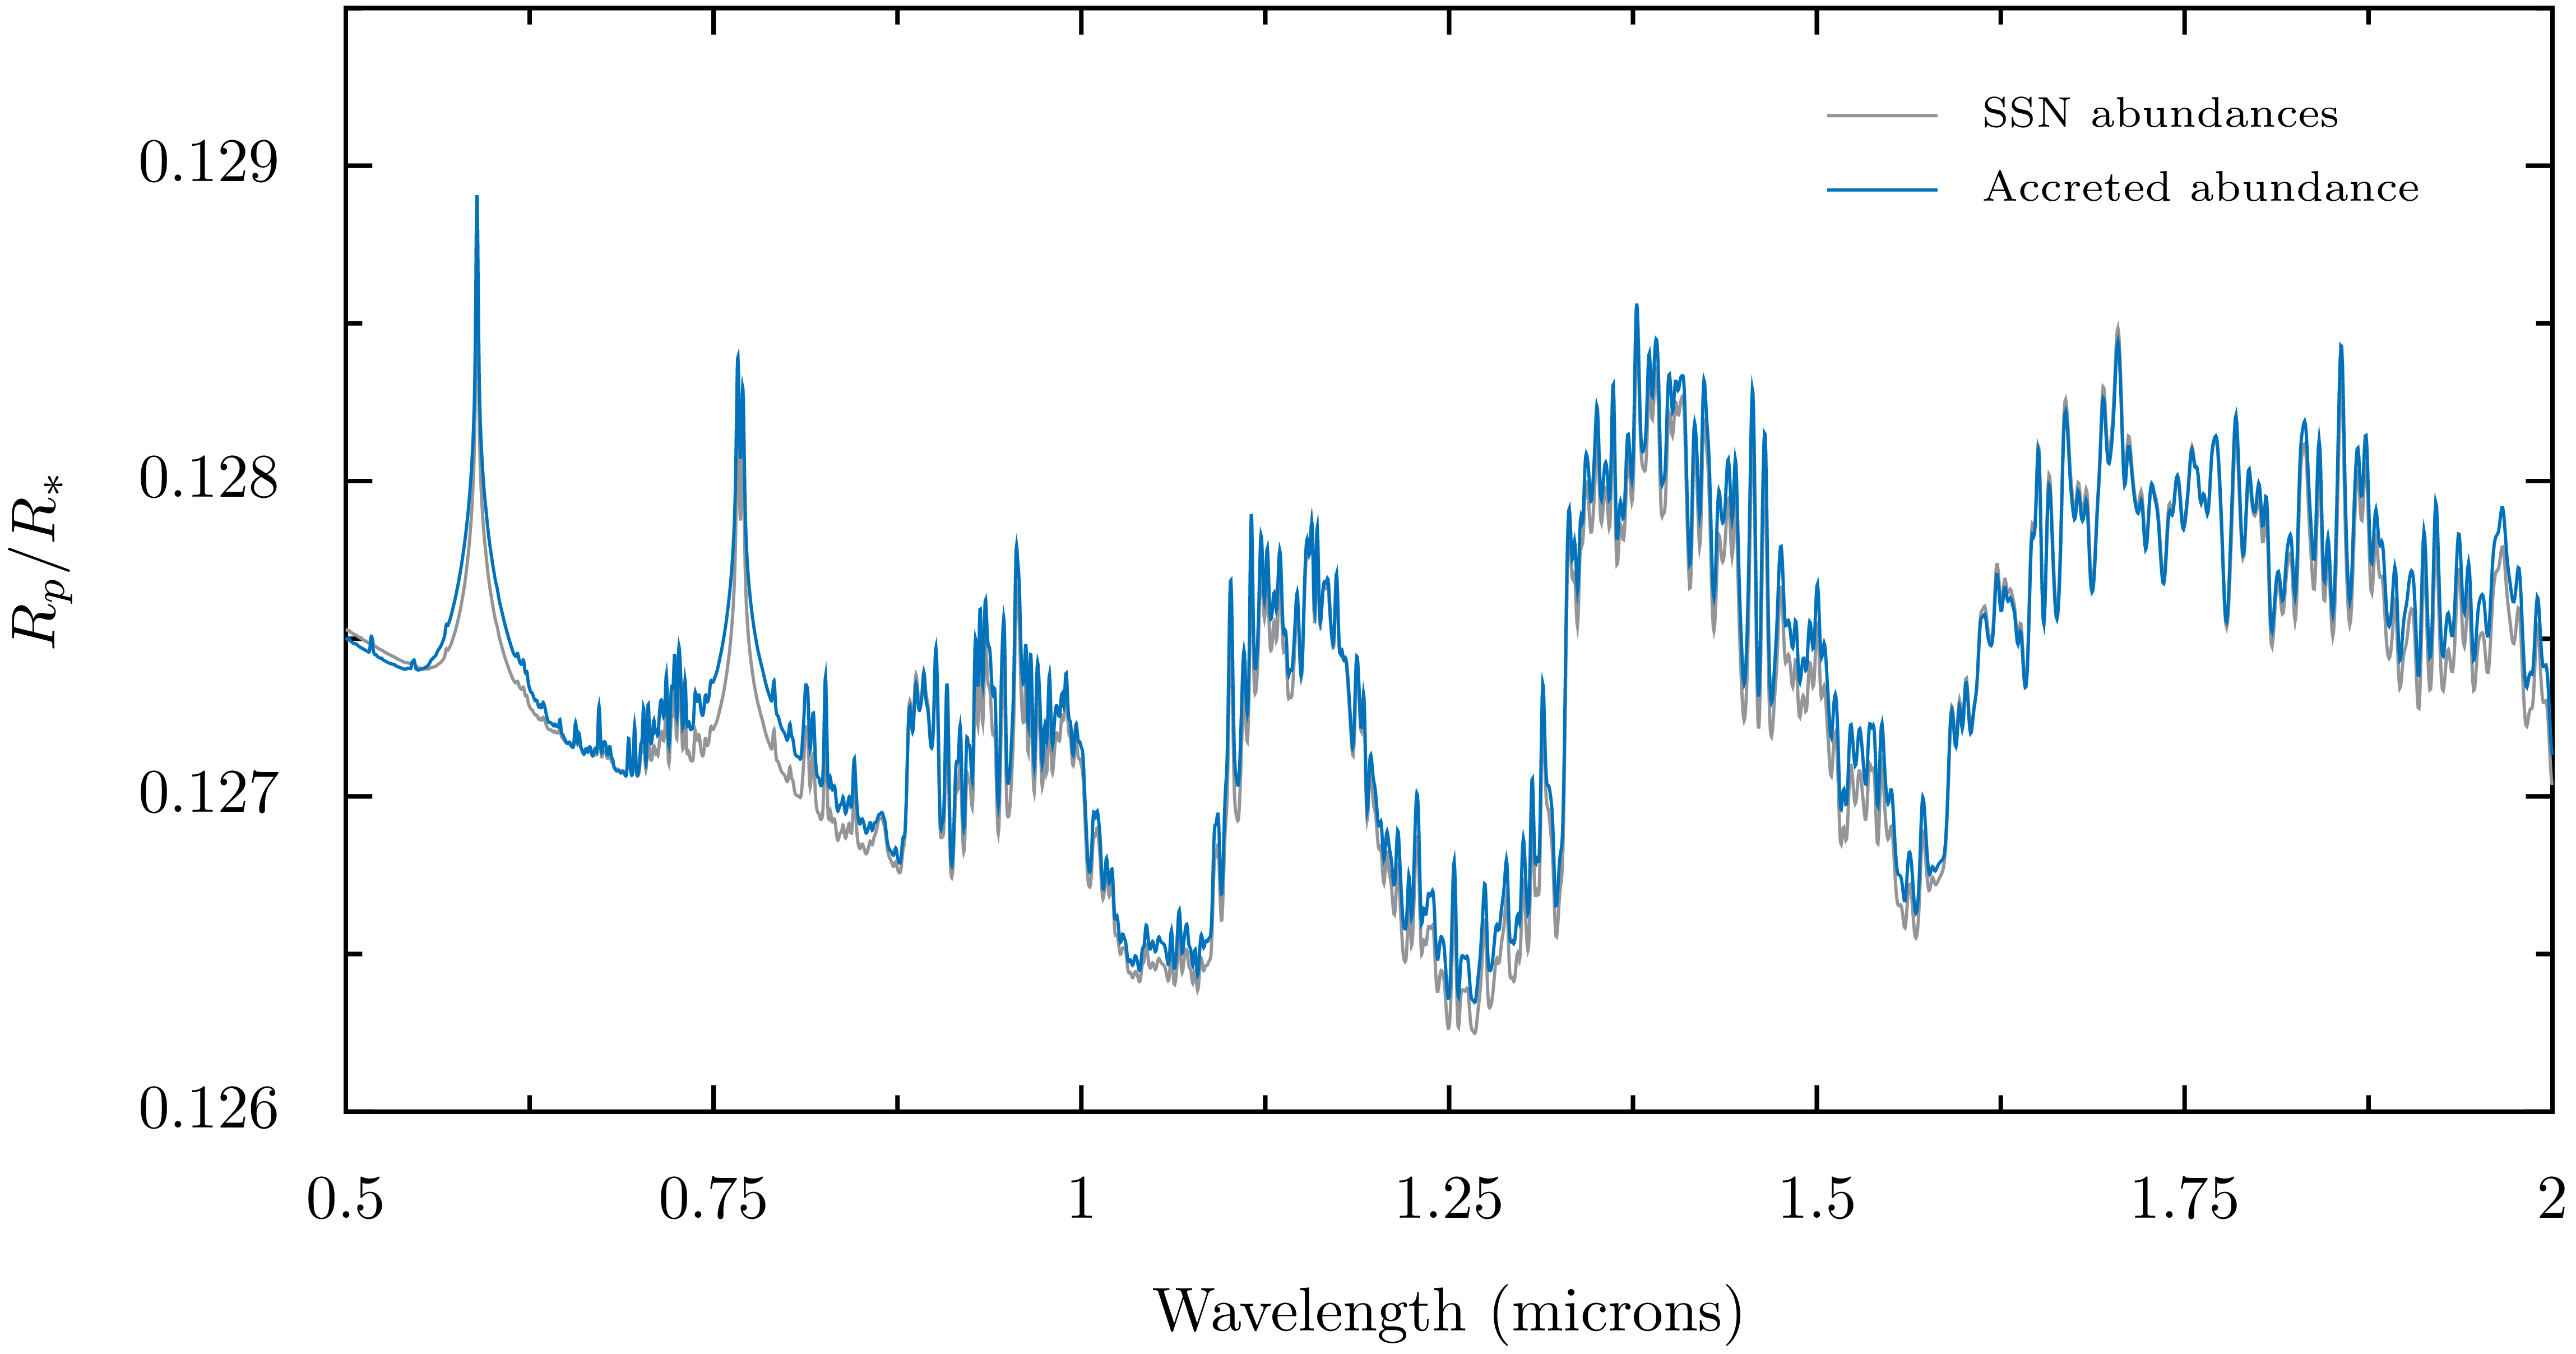 SSN abundances
Accreted abundance
0.129
0.128
0.127
0.126
R_p/R_*
0.5 0.75 1 1.25 1.5 1.75 2
Wavelength (microns)